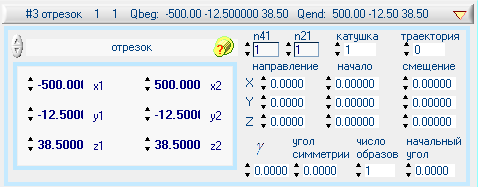 #3 отрезок 1 1 Qbeg: -500.00 -12.500000 38.50 Qend: 500.00 -12.50 38.50
отрезок
n41 n21 катушка траектория
1 1 1 0
направление начало смещение
X 0.0000 0.00000 0.00000
Y 0.0000 0.00000 0.00000
Z 0.0000 0.00000 0.00000
-500.000 x1 500.000 x2
-12.5000 y1 -12.5000 y2
38.5000 z1 38.5000 z2
γ угол симметрии число образов начальный угол
0.0000 0.0000 1 0.0000